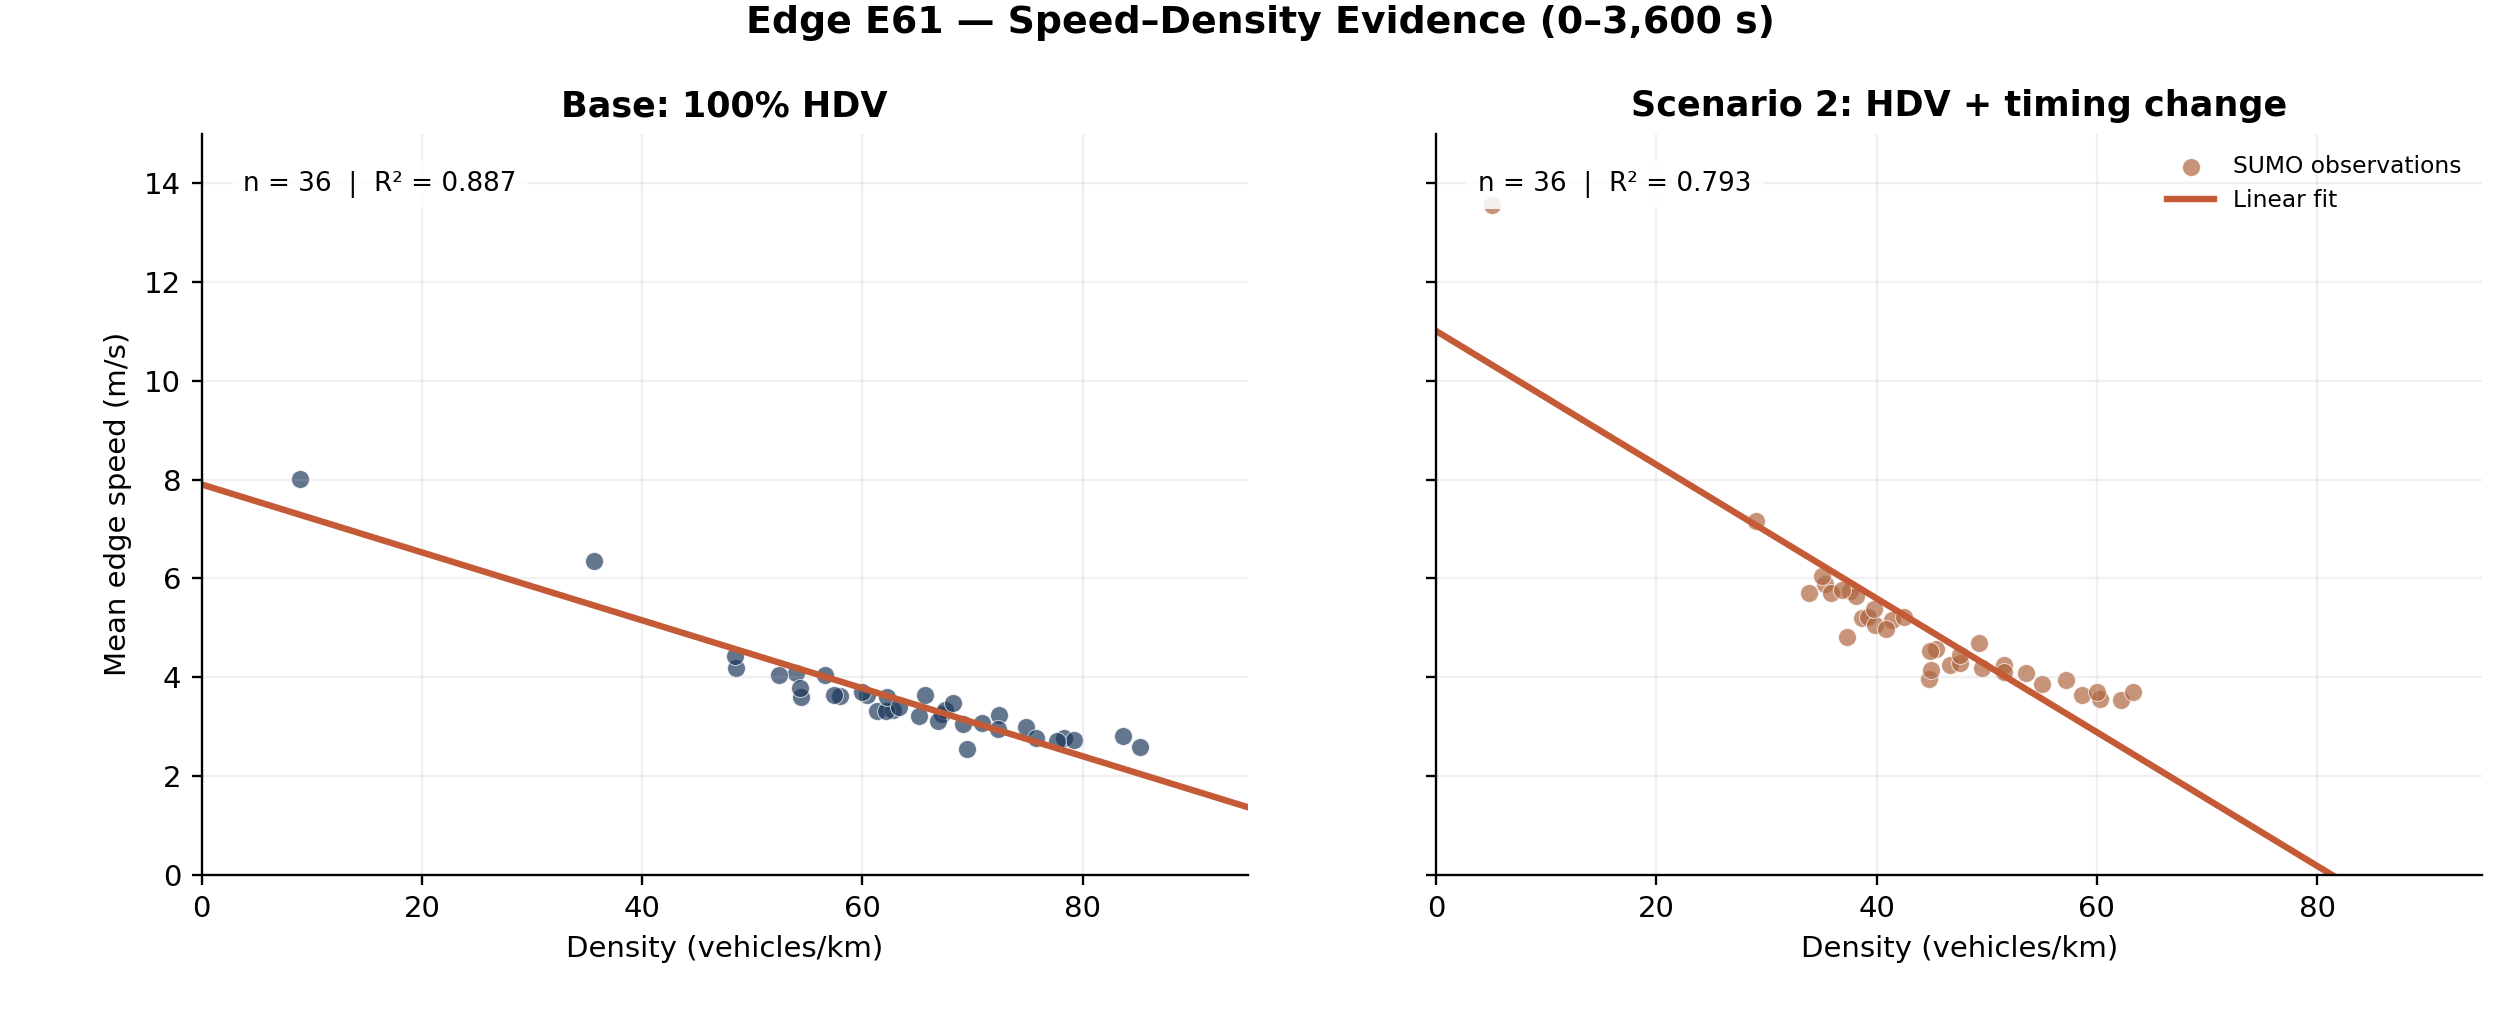 Edge E61 — Speed–Density Evidence (0–3,600 s)
Base: 100% HDV
n = 36 | R² = 0.887
Mean edge speed (m/s)
14
12
10
8
6
4
2
0
0 20 40 60 80
Density (vehicles/km)
Scenario 2: HDV + timing change
n = 36 | R² = 0.793
SUMO observations
Linear fit
0 20 40 60 80
Density (vehicles/km)